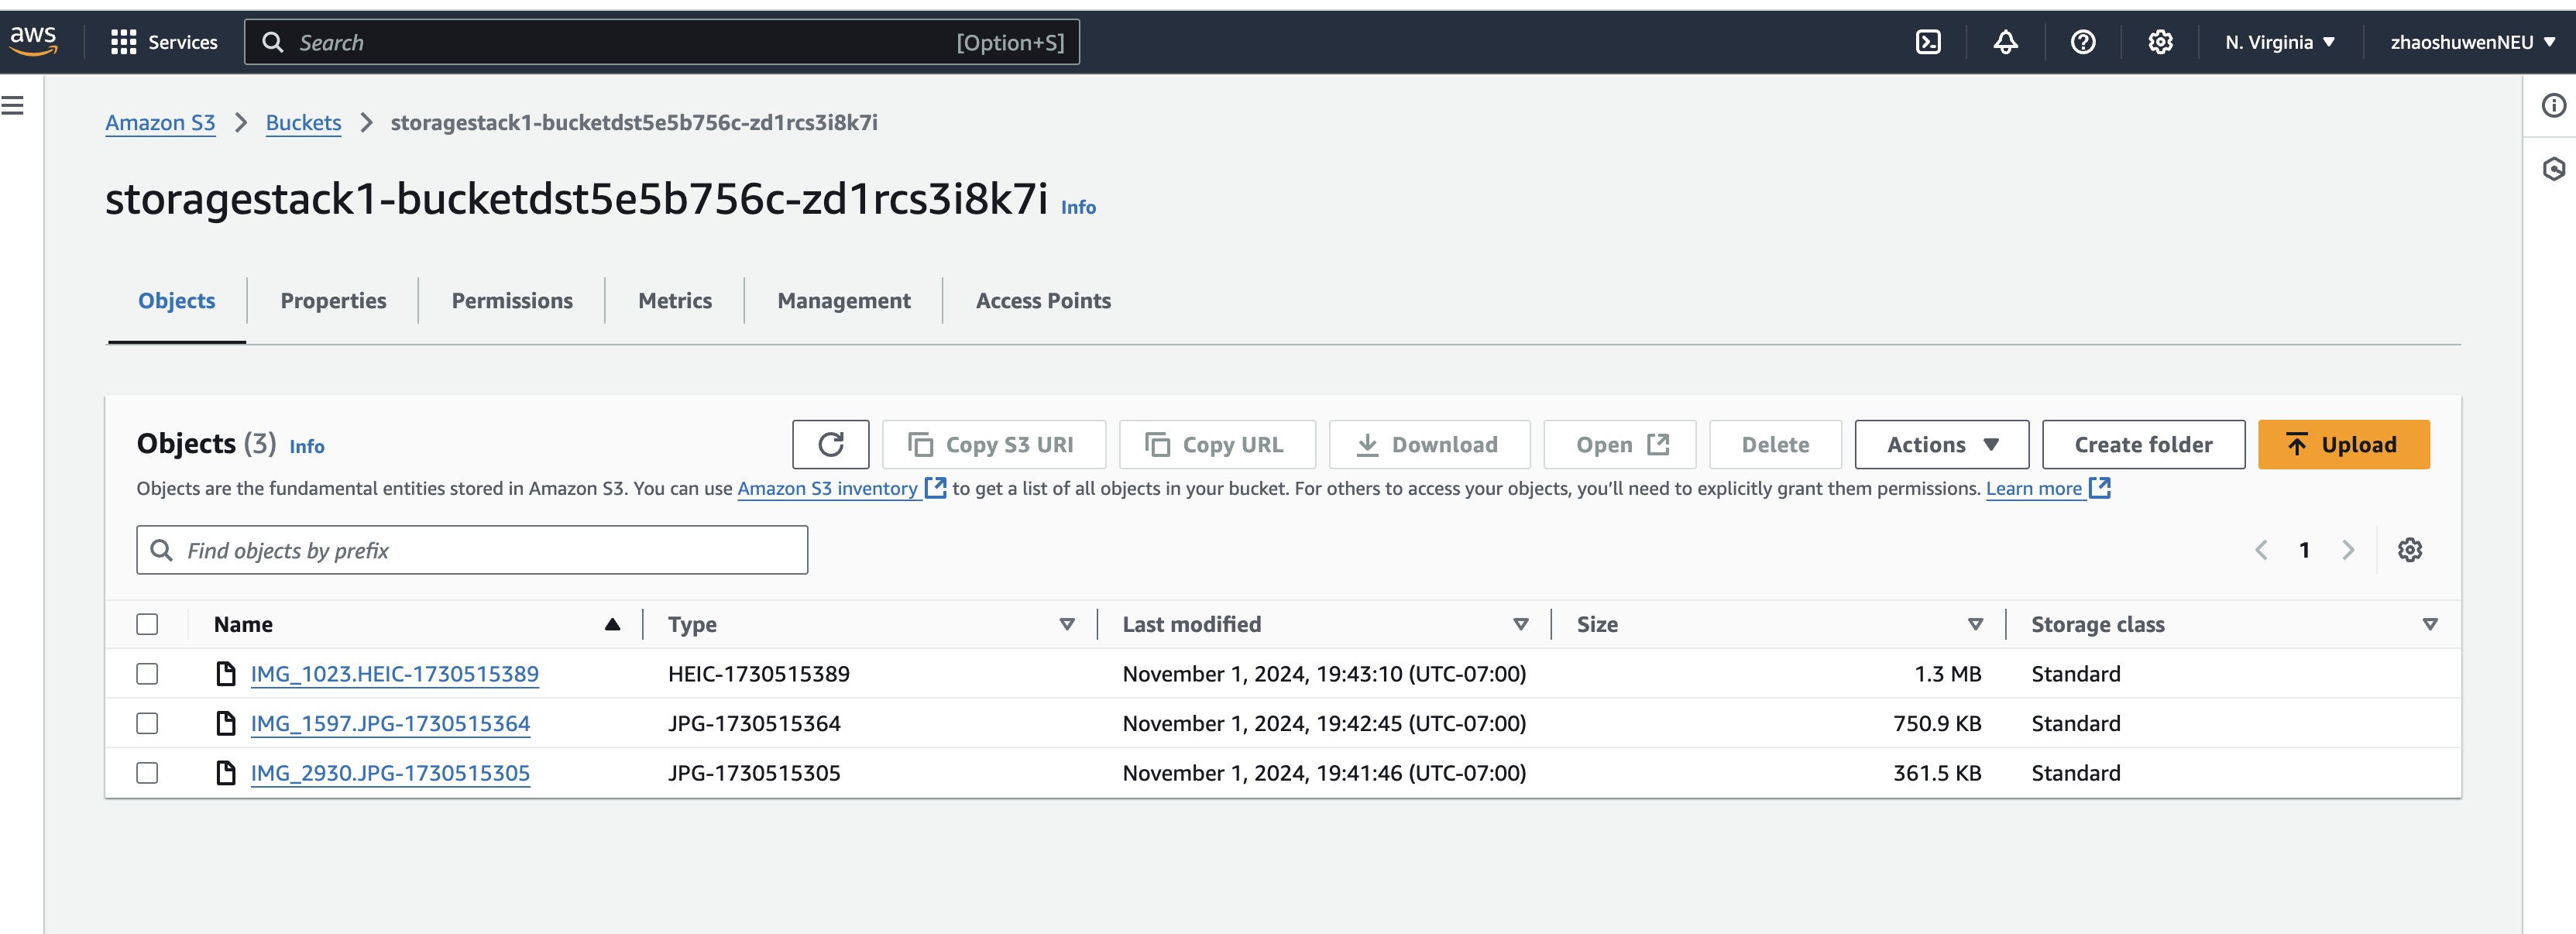 aws Services Search [Option+S] N. Virginia zhaoshuwenNEU
Amazon S3 Buckets storagestack1-bucketdst5e5b756c-zd1rcs3i8k7i
storagestack1-bucketdst5e5b756c-zd1rcs3i8k7i Info
Objects Properties Permissions Metrics Management Access Points
Objects (3) Info Copy S3 URI Copy URL Download Open Delete Actions Create folder Upload
Objects are the fundamental entities stored in Amazon S3. You can use Amazon S3 inventory to get a list of all objects in your bucket. For others to access your objects, you’ll need to explicitly grant them permissions. Learn more
Find objects by prefix 1
Name Type Last modified Size Storage class
IMG_1023.HEIC-1730515389 HEIC-1730515389 November 1, 2024, 19:43:10 (UTC-07:00) 1.3 MB Standard
IMG_1597.JPG-1730515364 JPG-1730515364 November 1, 2024, 19:42:45 (UTC-07:00) 750.9 KB Standard
IMG_2930.JPG-1730515305 JPG-1730515305 November 1, 2024, 19:41:46 (UTC-07:00) 361.5 KB Standard